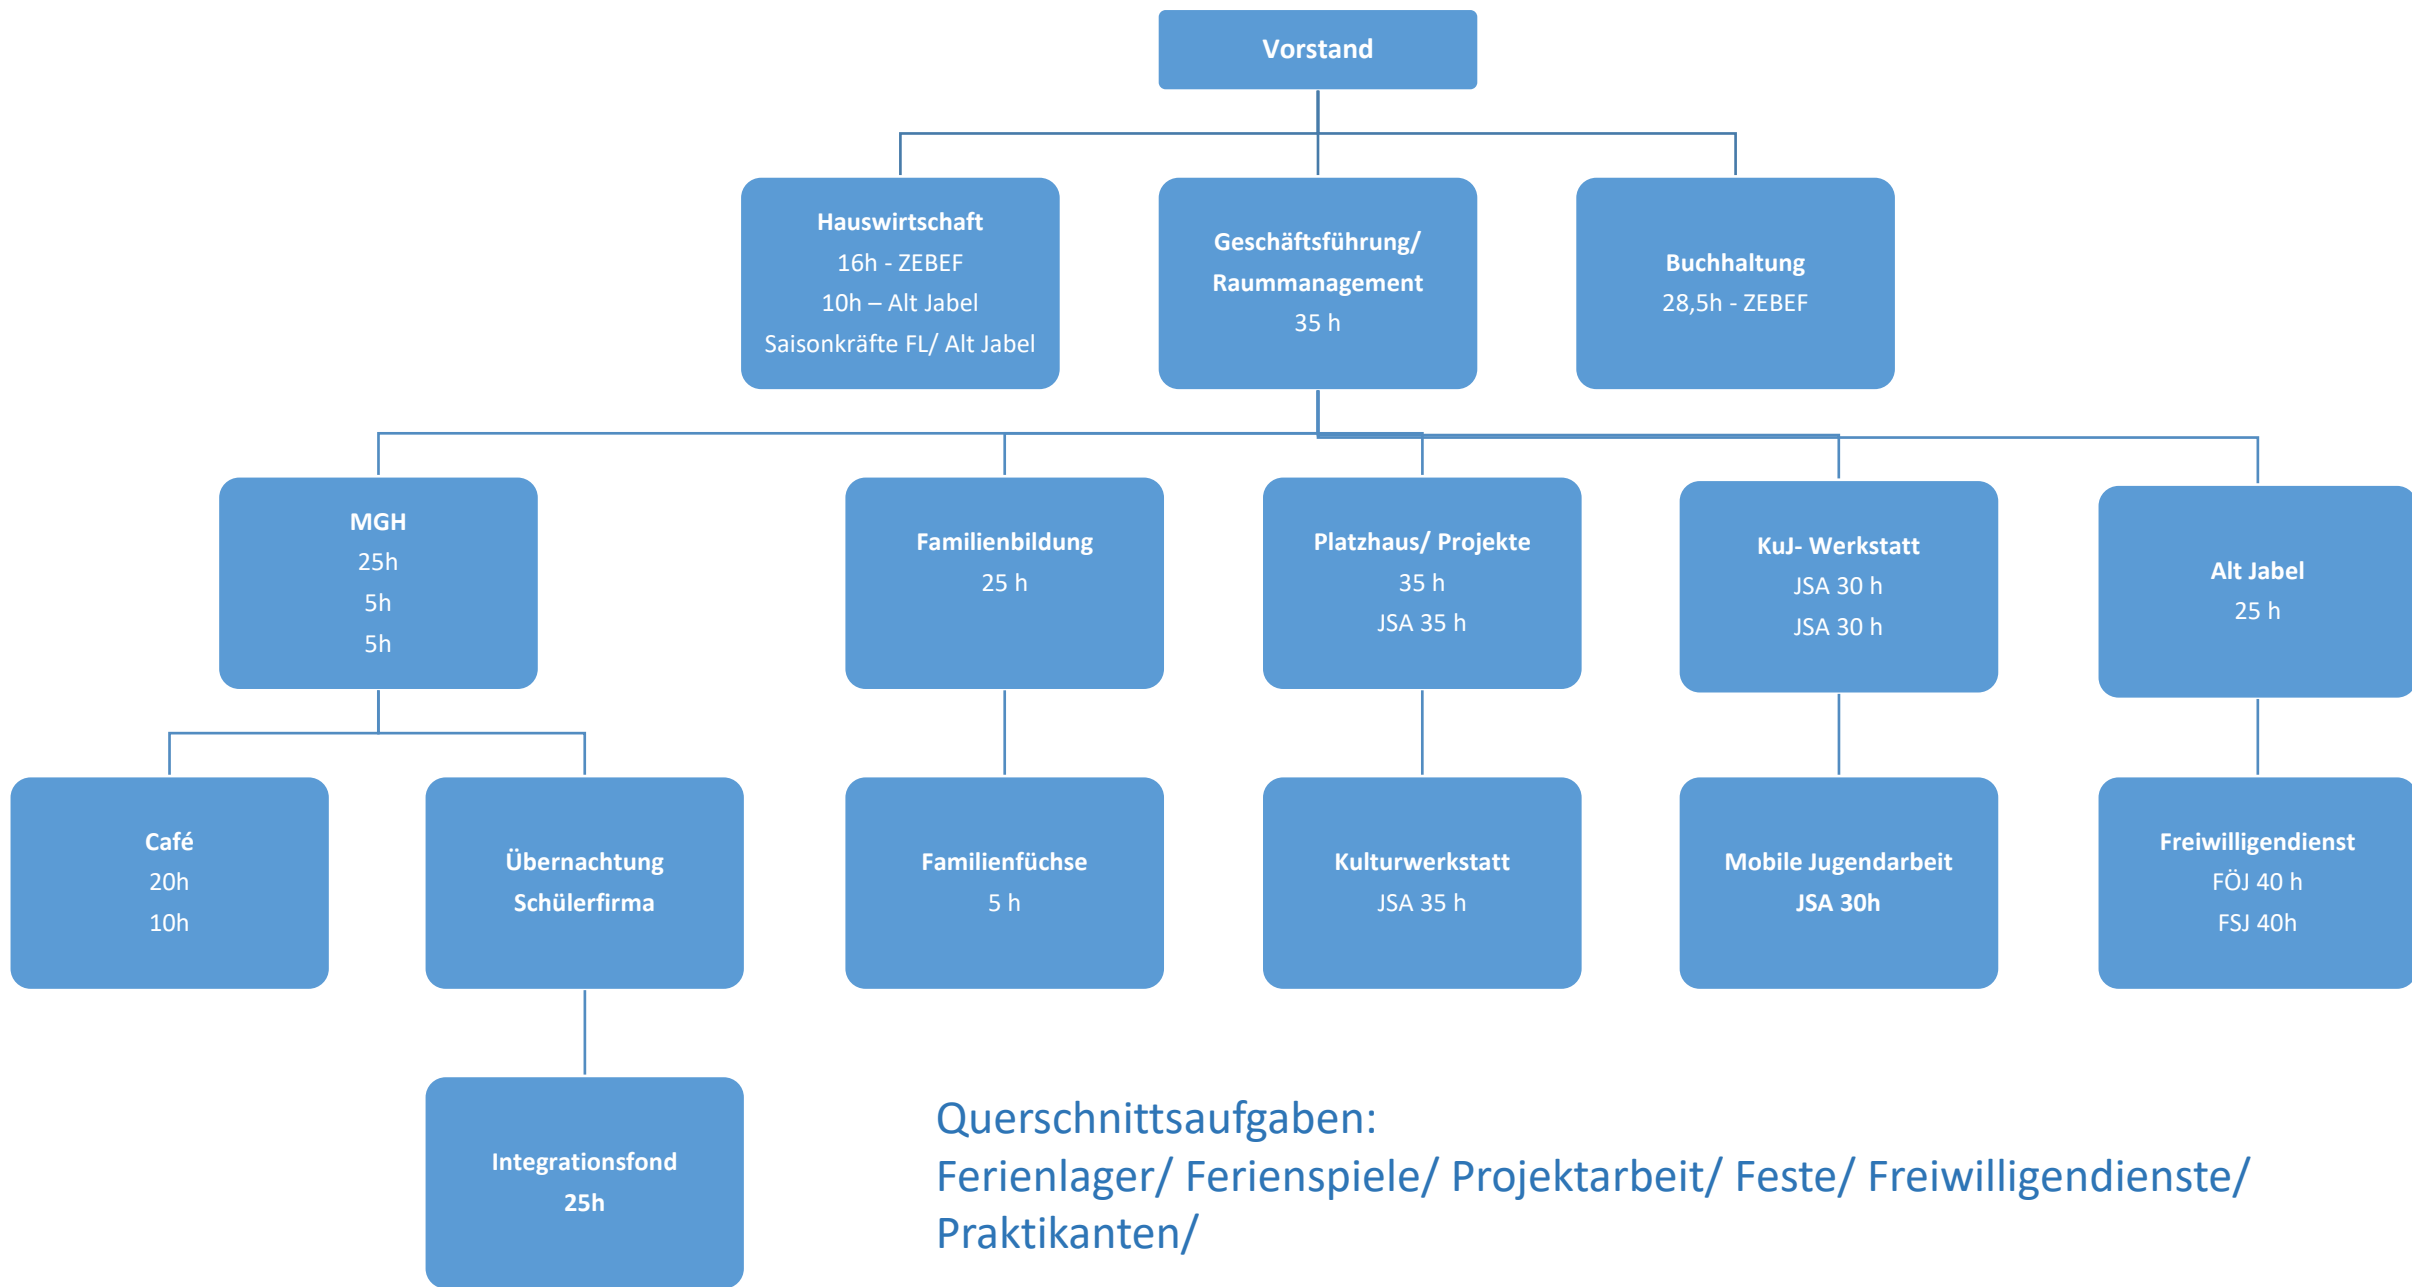 Vorstand
Hauswirtschaft
16h - ZEBEF
10h – Alt Jabel
Saisonkräfte FL/ Alt Jabel
Geschäftsführung/
Raummanagement
35 h
Buchhaltung
28,5h - ZEBEF
MGH
25h
5h
5h
Familienbildung
25 h
Platzhaus/ Projekte
35 h
JSA 35 h
KuJ- Werkstatt
JSA 30 h
JSA 30 h
Alt Jabel
25 h
Café
20h
10h
Übernachtung
Schülerfirma
Familienfüchse
5 h
Kulturwerkstatt
JSA 35 h
Mobile Jugendarbeit
JSA 30h
Freiwilligendienst
FÖJ 40 h
FSJ 40h
Integrationsfond
25h
Querschnittsaufgaben:
Ferienlager/ Ferienspiele/ Projektarbeit/ Feste/ Freiwilligendienste/
Praktikanten/